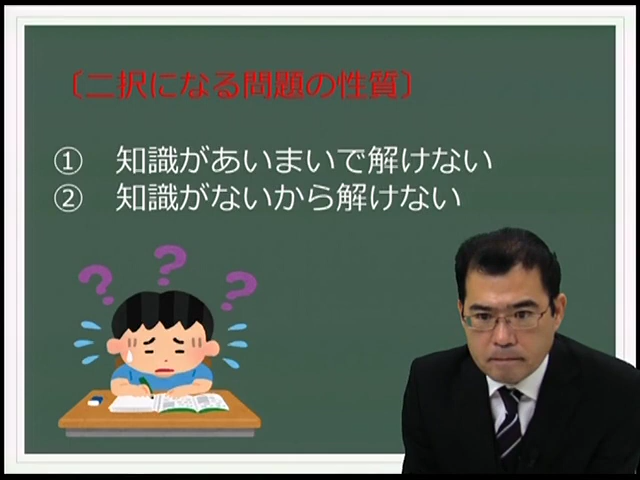 〔二択になる問題の性質〕
① 知識があいまいで解けない
② 知識がないから解けない
? ? ?